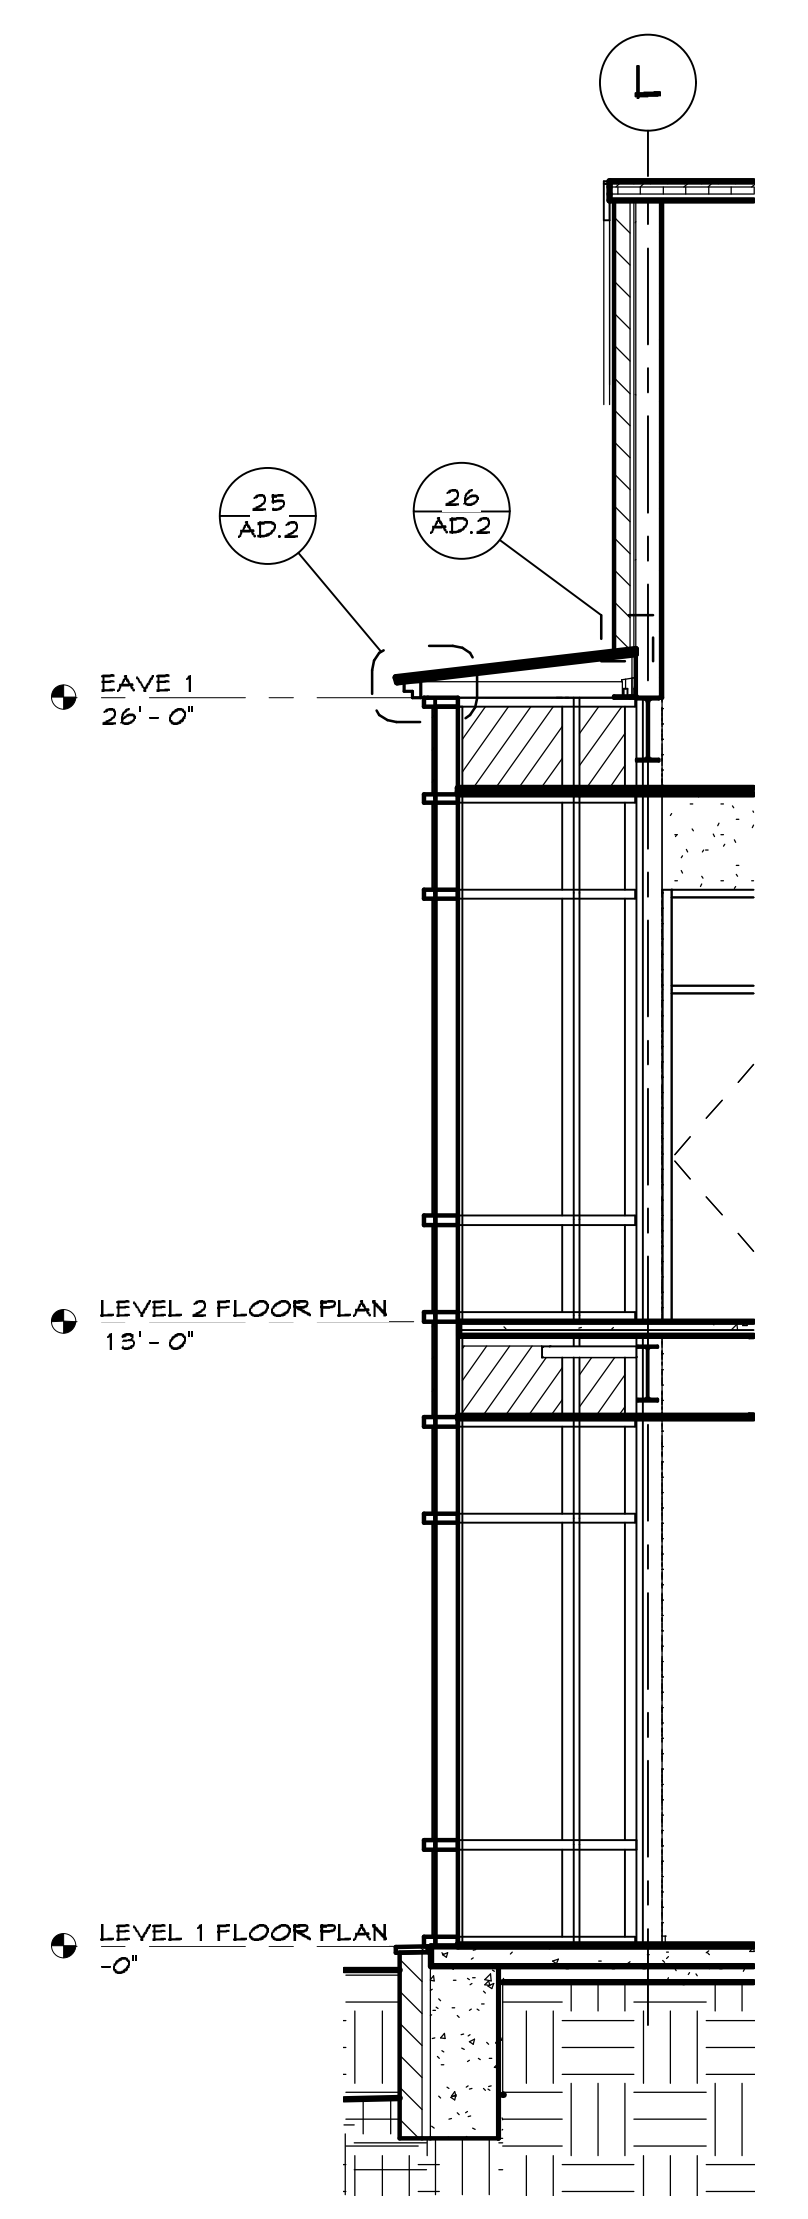 L
25
AD.2
26
AD.2
EAVE 1
26' - 0"
LEVEL 2 FLOOR PLAN
13' - 0"
LEVEL 1 FLOOR PLAN
-0"